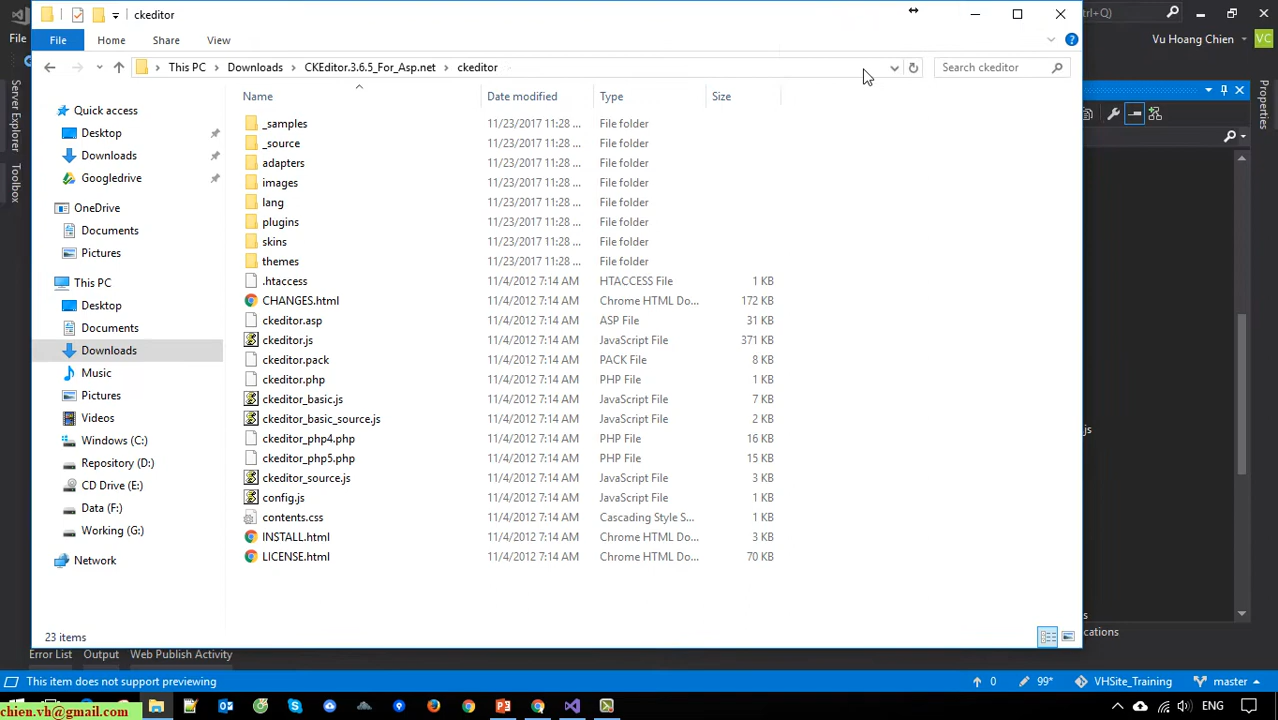 ckeditor
+Q)
File
Home
Share
View
File
Vu Hoang Chien
VC
This PC
Downloads
CKEditor.3.6.5_For_Asp.net
ckeditor
Search ckeditor
Server Explorer
Toolbox
Properties
Name
Date modified
Type
Size
Quick access
Desktop
Downloads
Googledrive
OneDrive
Documents
Pictures
This PC
Desktop
Documents
Downloads
Music
Pictures
Videos
Windows (C:)
Repository (D:)
CD Drive (E:)
Data (F:)
Working (G:)
Network
_samples 11/23/2017 11:28 ... File folder
_source 11/23/2017 11:28 ... File folder
adapters 11/23/2017 11:28 ... File folder
images 11/23/2017 11:28 ... File folder
lang 11/23/2017 11:28 ... File folder
plugins 11/23/2017 11:28 ... File folder
skins 11/23/2017 11:28 ... File folder
themes 11/23/2017 11:28 ... File folder
.htaccess 11/4/2012 7:14 AM HTACCESS File 1 KB
CHANGES.html 11/4/2012 7:14 AM Chrome HTML Do... 172 KB
ckeditor.asp 11/4/2012 7:14 AM ASP File 31 KB
ckeditor.js 11/4/2012 7:14 AM JavaScript File 371 KB
ckeditor.pack 11/4/2012 7:14 AM PACK File 8 KB
ckeditor.php 11/4/2012 7:14 AM PHP File 1 KB
ckeditor_basic.js 11/4/2012 7:14 AM JavaScript File 7 KB
ckeditor_basic_source.js 11/4/2012 7:14 AM JavaScript File 2 KB
ckeditor_php4.php 11/4/2012 7:14 AM PHP File 16 KB
ckeditor_php5.php 11/4/2012 7:14 AM PHP File 15 KB
ckeditor_source.js 11/4/2012 7:14 AM JavaScript File 3 KB
config.js 11/4/2012 7:14 AM JavaScript File 1 KB
contents.css 11/4/2012 7:14 AM Cascading Style S... 1 KB
INSTALL.html 11/4/2012 7:14 AM Chrome HTML Do... 3 KB
LICENSE.html 11/4/2012 7:14 AM Chrome HTML Do... 70 KB
js
s
cations
23 items
Error List
Output
Web Publish Activity
This item does not support previewing
0
99*
VHSite_Training
master
chien.vh@gmail.com
ENG